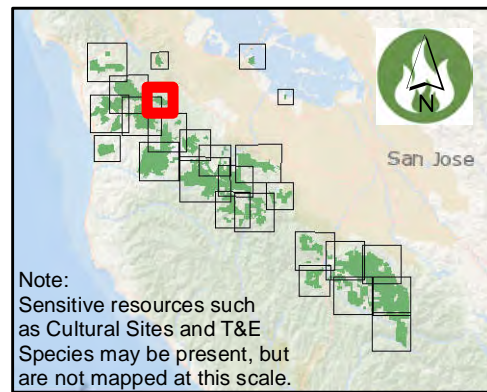 N
San Jose
Note:
Sensitive resources such
as Cultural Sites and T&E
Species may be present, but
are not mapped at this scale.